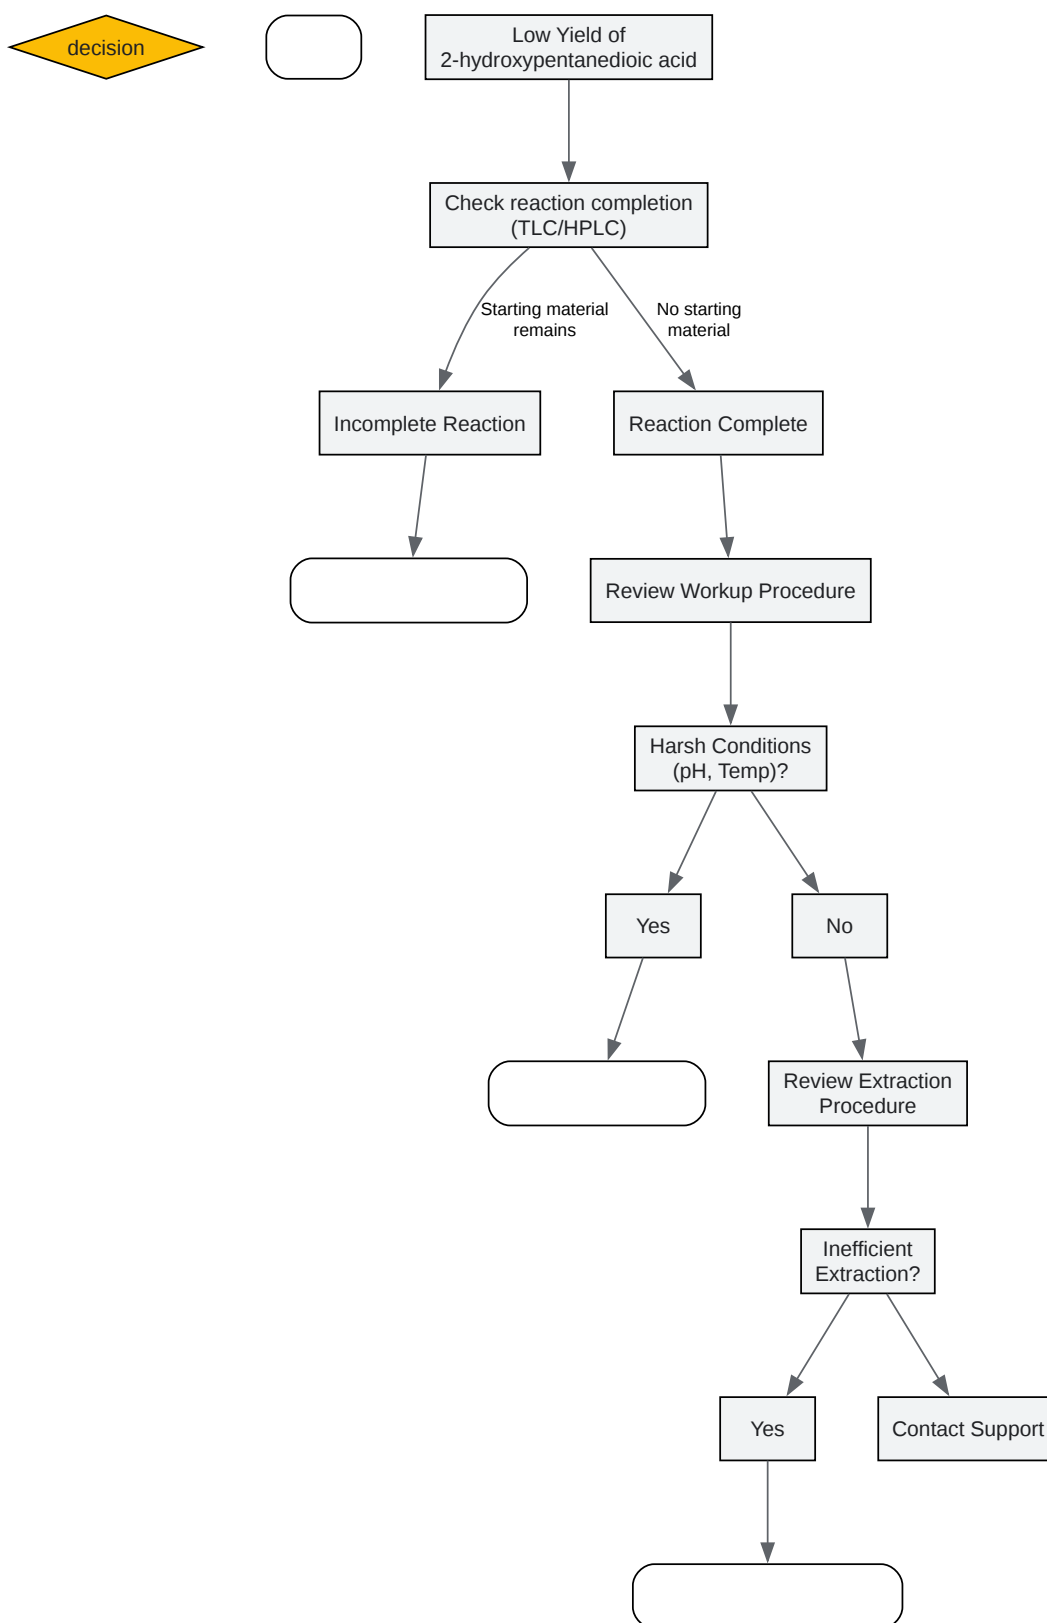 decision
Low Yield of
2-hydroxypentanedioic acid
Check reaction completion
(TLC/HPLC)
Starting material
remains
No starting
material
Incomplete Reaction
Reaction Complete
Review Workup Procedure
Harsh Conditions
(pH, Temp)?
Yes
No
Review Extraction
Procedure
Inefficient
Extraction?
Yes
Contact Support